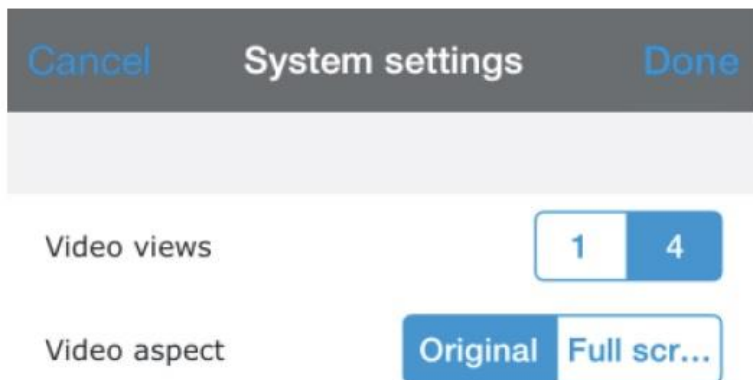 Cancel System settings Done
Video views 1 4
Video aspect Original Full scr...